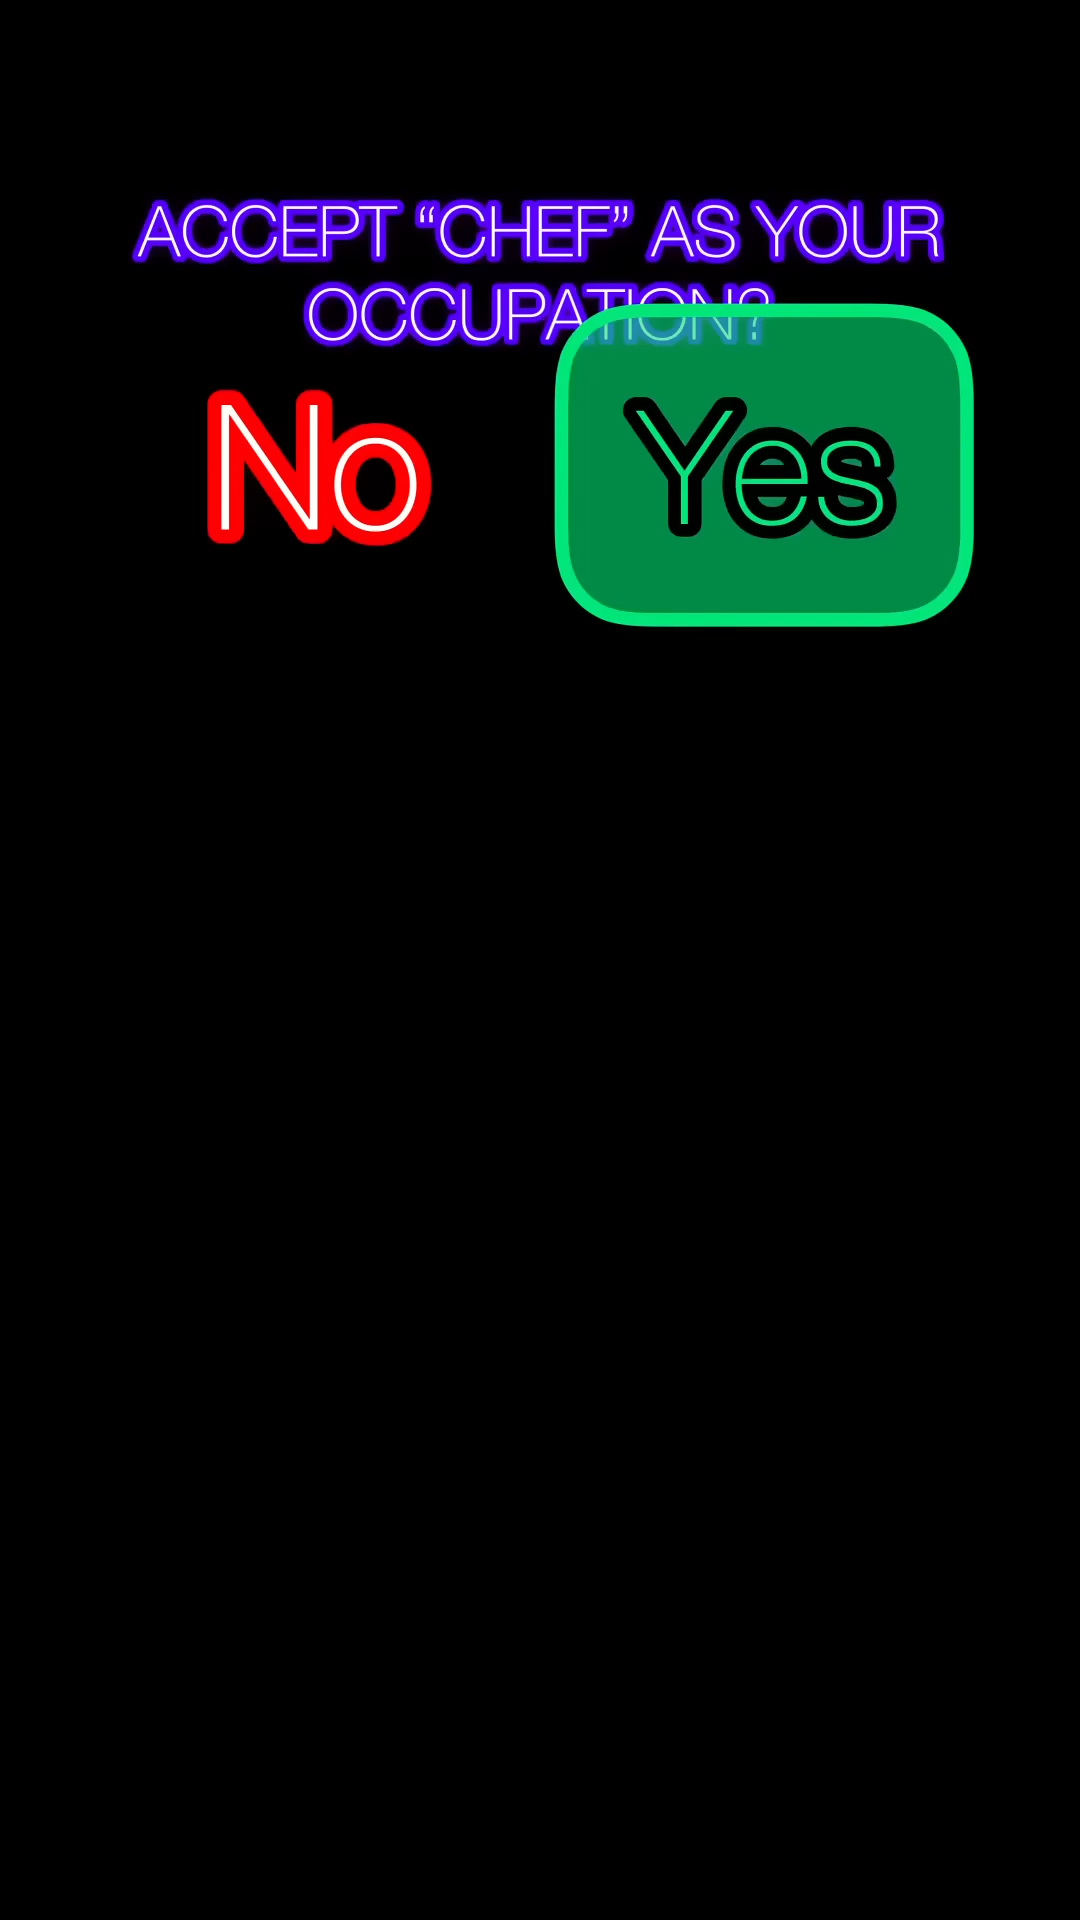 ACCEPT “CHEF” AS YOUR
OCCUPATION?
No Yes